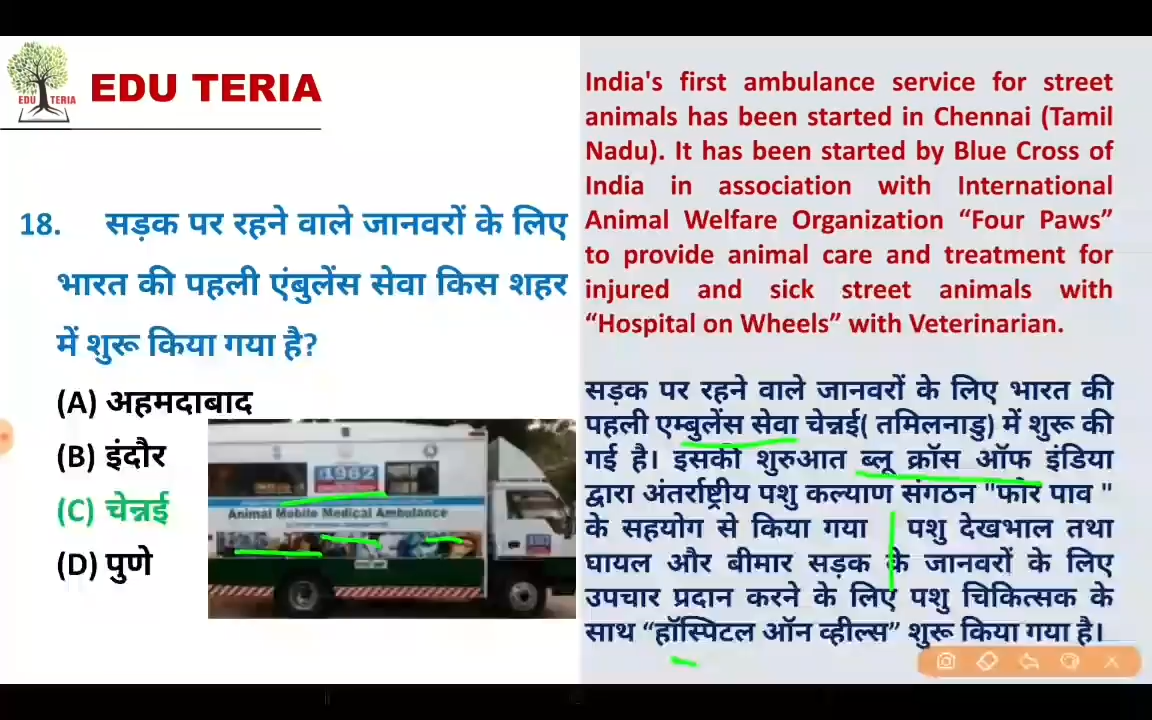 EDU TERIA
EDU TERIA
18. सड़क पर रहने वाले जानवरों के लिए
भारत की पहली एंबुलेंस सेवा किस शहर
में शुरू किया गया है?
(A) अहमदाबाद
(B) इंदौर
(C) चेन्नई
(D) पुणे
1962
Animal Mobile Medical Ambulance
India's first ambulance service for street
animals has been started in Chennai (Tamil
Nadu). It has been started by Blue Cross of
India in association with International
Animal Welfare Organization “Four Paws”
to provide animal care and treatment for
injured and sick street animals with
“Hospital on Wheels” with Veterinarian.
सड़क पर रहने वाले जानवरों के लिए भारत की
पहली एम्बुलेंस सेवा चेन्नई( तमिलनाडु) में शुरू की
गई है। इसकी शुरुआत ब्लू क्रॉस ऑफ इंडिया
द्वारा अंतर्राष्ट्रीय पशु कल्याण संगठन "फोर पाव "
के सहयोग से किया गया पशु देखभाल तथा
घायल और बीमार सड़क के जानवरों के लिए
उपचार प्रदान करने के लिए पशु चिकित्सक के
साथ “हॉस्पिटल ऑन व्हील्स” शुरू किया गया है।